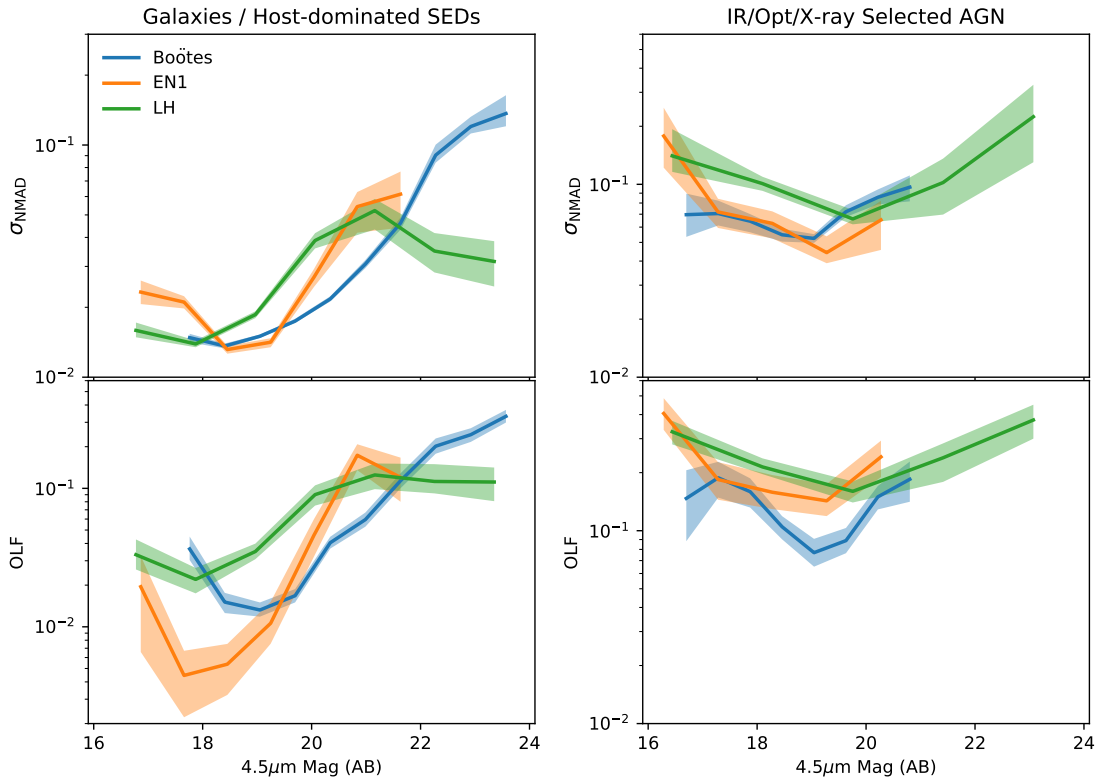 Galaxies / Host-dominated SEDs
IR/Opt/X-ray Selected AGN
Boötes
EN1
LH
10⁻¹
10⁻²
σNMAD
10⁻¹
10⁻²
σNMAD
10⁻¹
10⁻²
OLF
16 18 20 22 24
4.5μm Mag (AB)
10⁻¹
10⁻²
OLF
16 18 20 22 24
4.5μm Mag (AB)